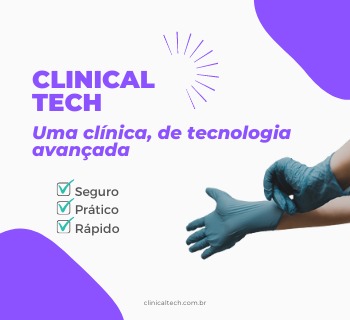 CLINICAL
TECH
Uma clínica, de tecnologia
avançada
Seguro
Prático
Rápido
clinicaltech.com.br